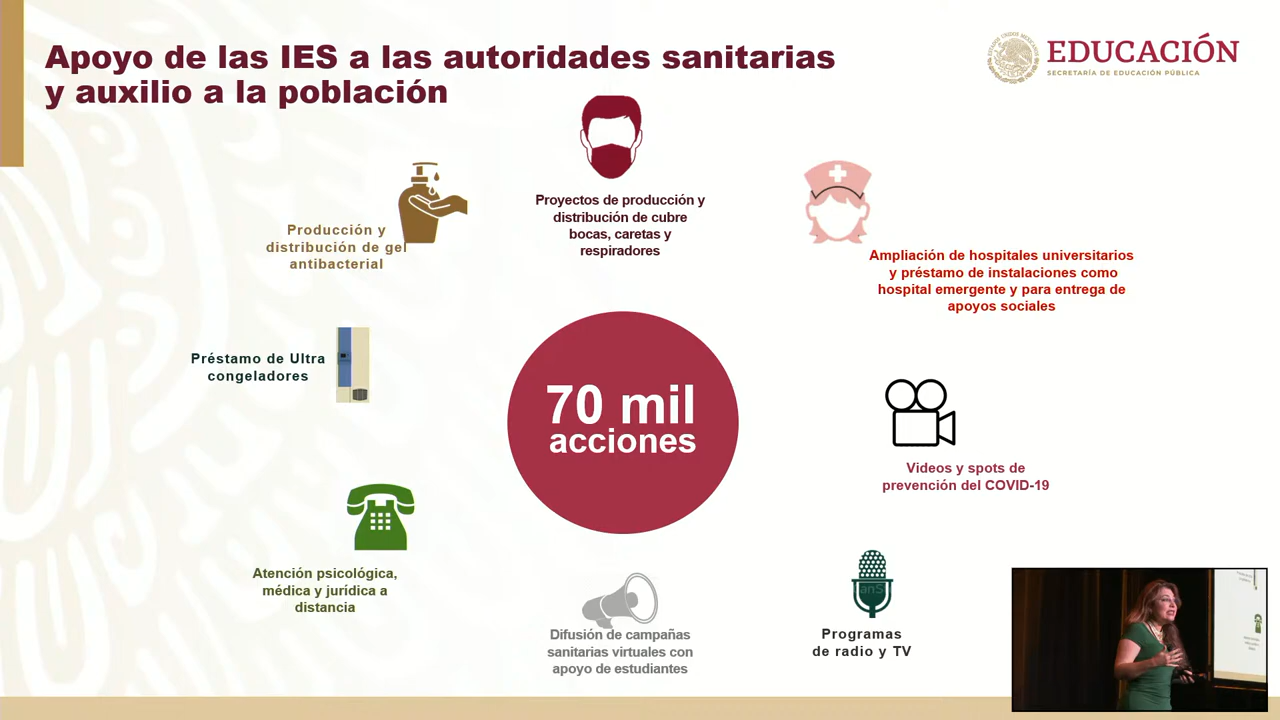 Apoyo de las IES a las autoridades sanitarias
y auxilio a la población
EDUCACIÓN
SECRETARÍA DE EDUCACIÓN PÚBLICA
Proyectos de producción y
distribución de cubre
bocas, caretas y
respiradores
Producción y
distribución de gel
antibacterial
Ampliación de hospitales universitarios
y préstamo de instalaciones como
hospital emergente y para entrega de
apoyos sociales
Préstamo de Ultra
congeladores
70 mil
acciones
Videos y spots de
prevención del COVID-19
Atención psicológica,
médica y jurídica a
distancia
Difusión de campañas
sanitarias virtuales con
apoyo de estudiantes
Programas
de radio y TV